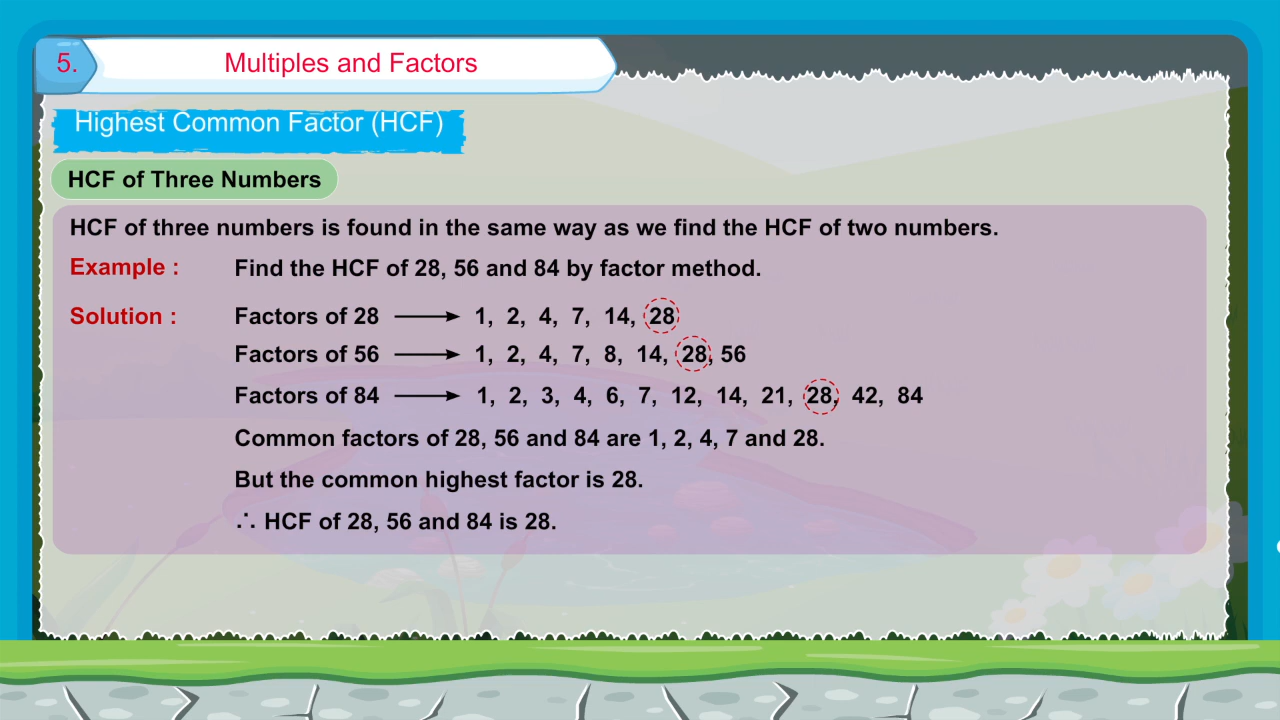 5. Multiples and Factors
Highest Common Factor (HCF)
HCF of Three Numbers
HCF of three numbers is found in the same way as we find the HCF of two numbers.
Example : Find the HCF of 28, 56 and 84 by factor method.
Solution : Factors of 28 ⟶ 1, 2, 4, 7, 14, 28
Factors of 56 ⟶ 1, 2, 4, 7, 8, 14, 28, 56
Factors of 84 ⟶ 1, 2, 3, 4, 6, 7, 12, 14, 21, 28, 42, 84
Common factors of 28, 56 and 84 are 1, 2, 4, 7 and 28.
But the common highest factor is 28.
∴ HCF of 28, 56 and 84 is 28.